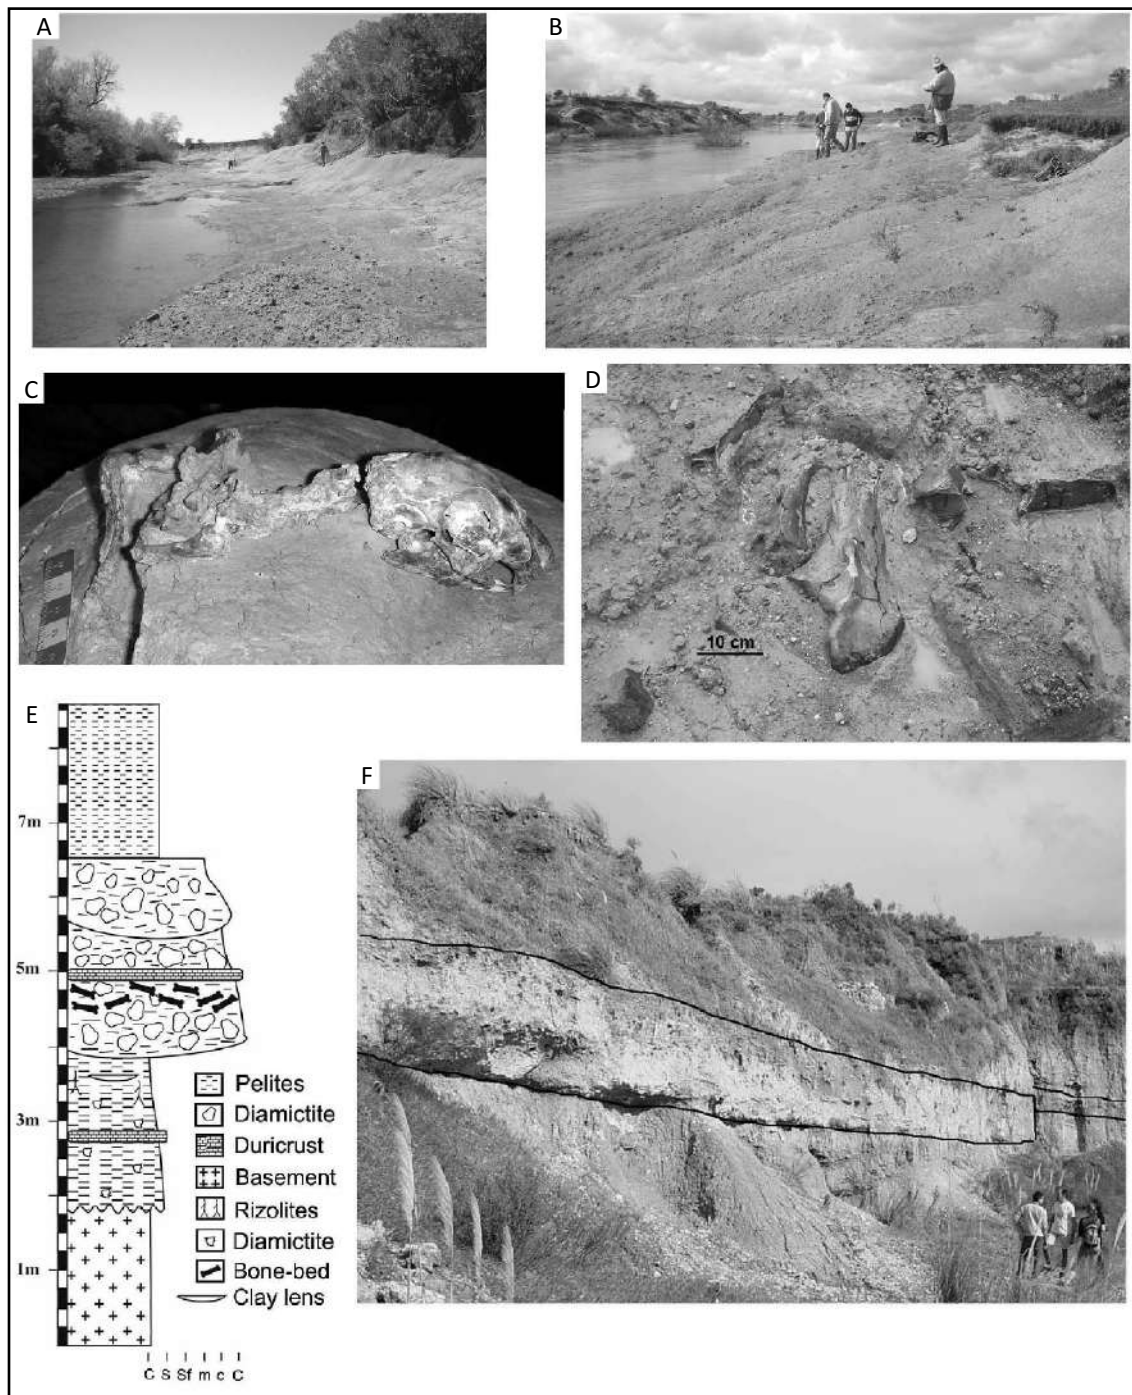 A
B
C
D
10 cm
E
F
7m
5m
3m
1m
Pelites
Diamictite
Duricrust
Basement
Rizolites
Diamictite
Bone-bed
Clay lens
C S Sf m c C